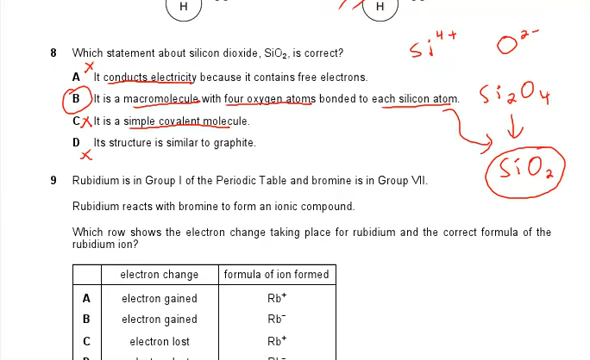 H H
8 Which statement about silicon dioxide, SiO₂, is correct?
Si⁴⁺ O²⁻
A It conducts electricity because it contains free electrons.
B It is a macromolecule with four oxygen atoms bonded to each silicon atom.
Si₂O₄
C It is a simple covalent molecule.
D Its structure is similar to graphite.
SiO₂
9 Rubidium is in Group I of the Periodic Table and bromine is in Group VII.
Rubidium reacts with bromine to form an ionic compound.
Which row shows the electron change taking place for rubidium and the correct formula of the
rubidium ion?
electron change formula of ion formed
A electron gained Rb⁺
B electron gained Rb⁻
C electron lost Rb⁺